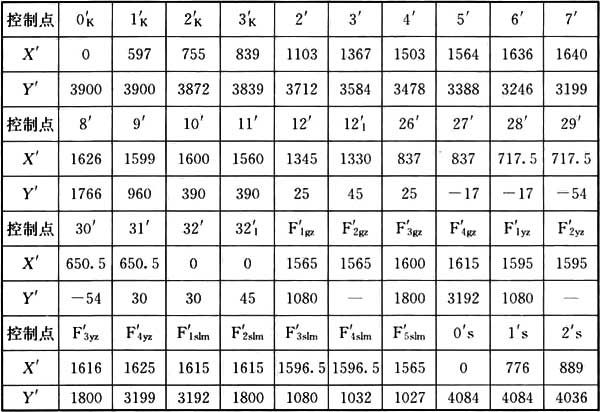 控制点 0′K 1′K 2′K 3′K 2′ 3′ 4′ 5′ 6′ 7′
X′ 0 597 755 839 1103 1367 1503 1564 1636 1640
Y′ 3900 3900 3872 3839 3712 3584 3478 3388 3246 3199
控制点 8′ 9′ 10′ 11′ 12′ 12′1 26′ 27′ 28′ 29′
X′ 1626 1599 1600 1560 1345 1330 837 837 717.5 717.5
Y′ 1766 960 390 390 25 45 25 −17 −17 −54
控制点 30′ 31′ 32′ 32′1 F′1gz F′2gz F′3gz F′4gz F′1yz F′2yz
X′ 650.5 650.5 0 0 1565 1565 1600 1615 1595 1595
Y′ −54 30 30 45 1080 — 1800 3192 1080 —
控制点 F′3yz F′4yz F′1slm F′2slm F′3slm F′4slm F′5slm 0′s 1′s 2′s
X′ 1616 1625 1615 1615 1596.5 1596.5 1565 0 776 889
Y′ 1800 3199 3192 1800 1080 1032 1027 4084 4084 4036